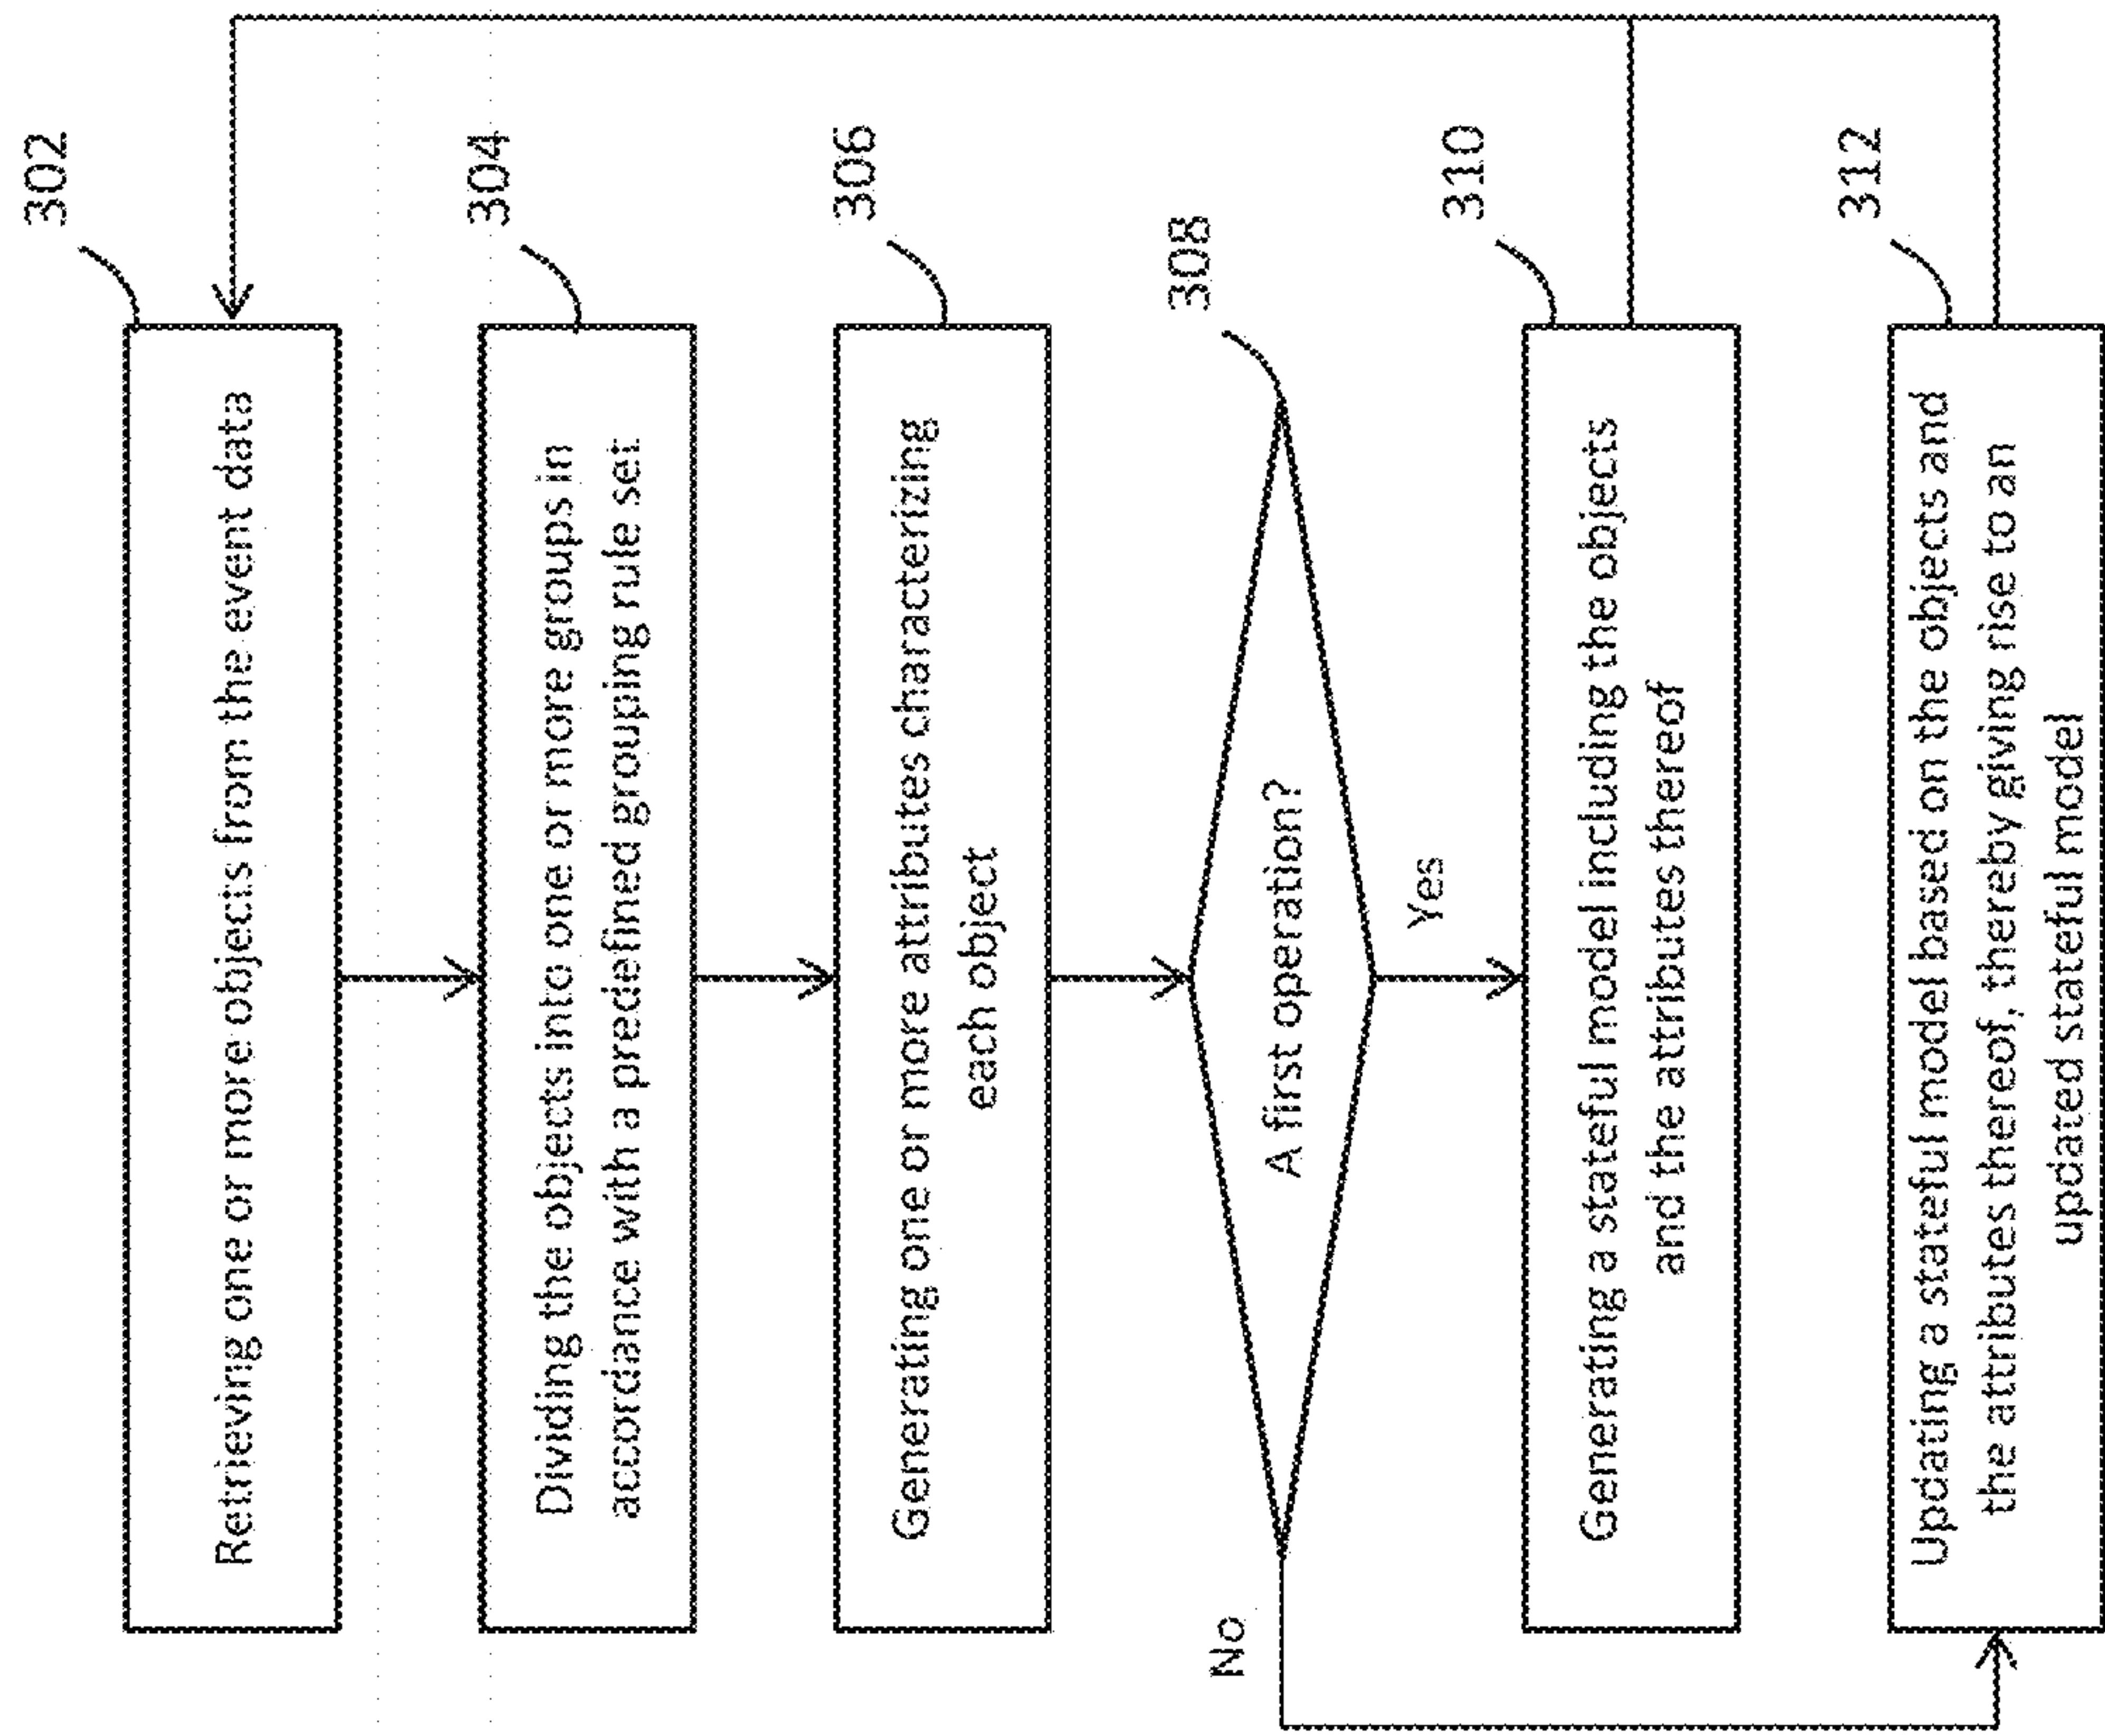 302
Retrieving one or more objects from the event data
304
Dividing the objects into one or more groups in
accordance with a predefined grouping rule set
306
Generating one or more attributes characterizing
each object
308
A first operation?
No
Yes
310
Generating a stateful model including the objects
and the attributes thereof
312
Updating a stateful model based on the objects and
the attributes thereof, thereby giving rise to an
updated stateful model